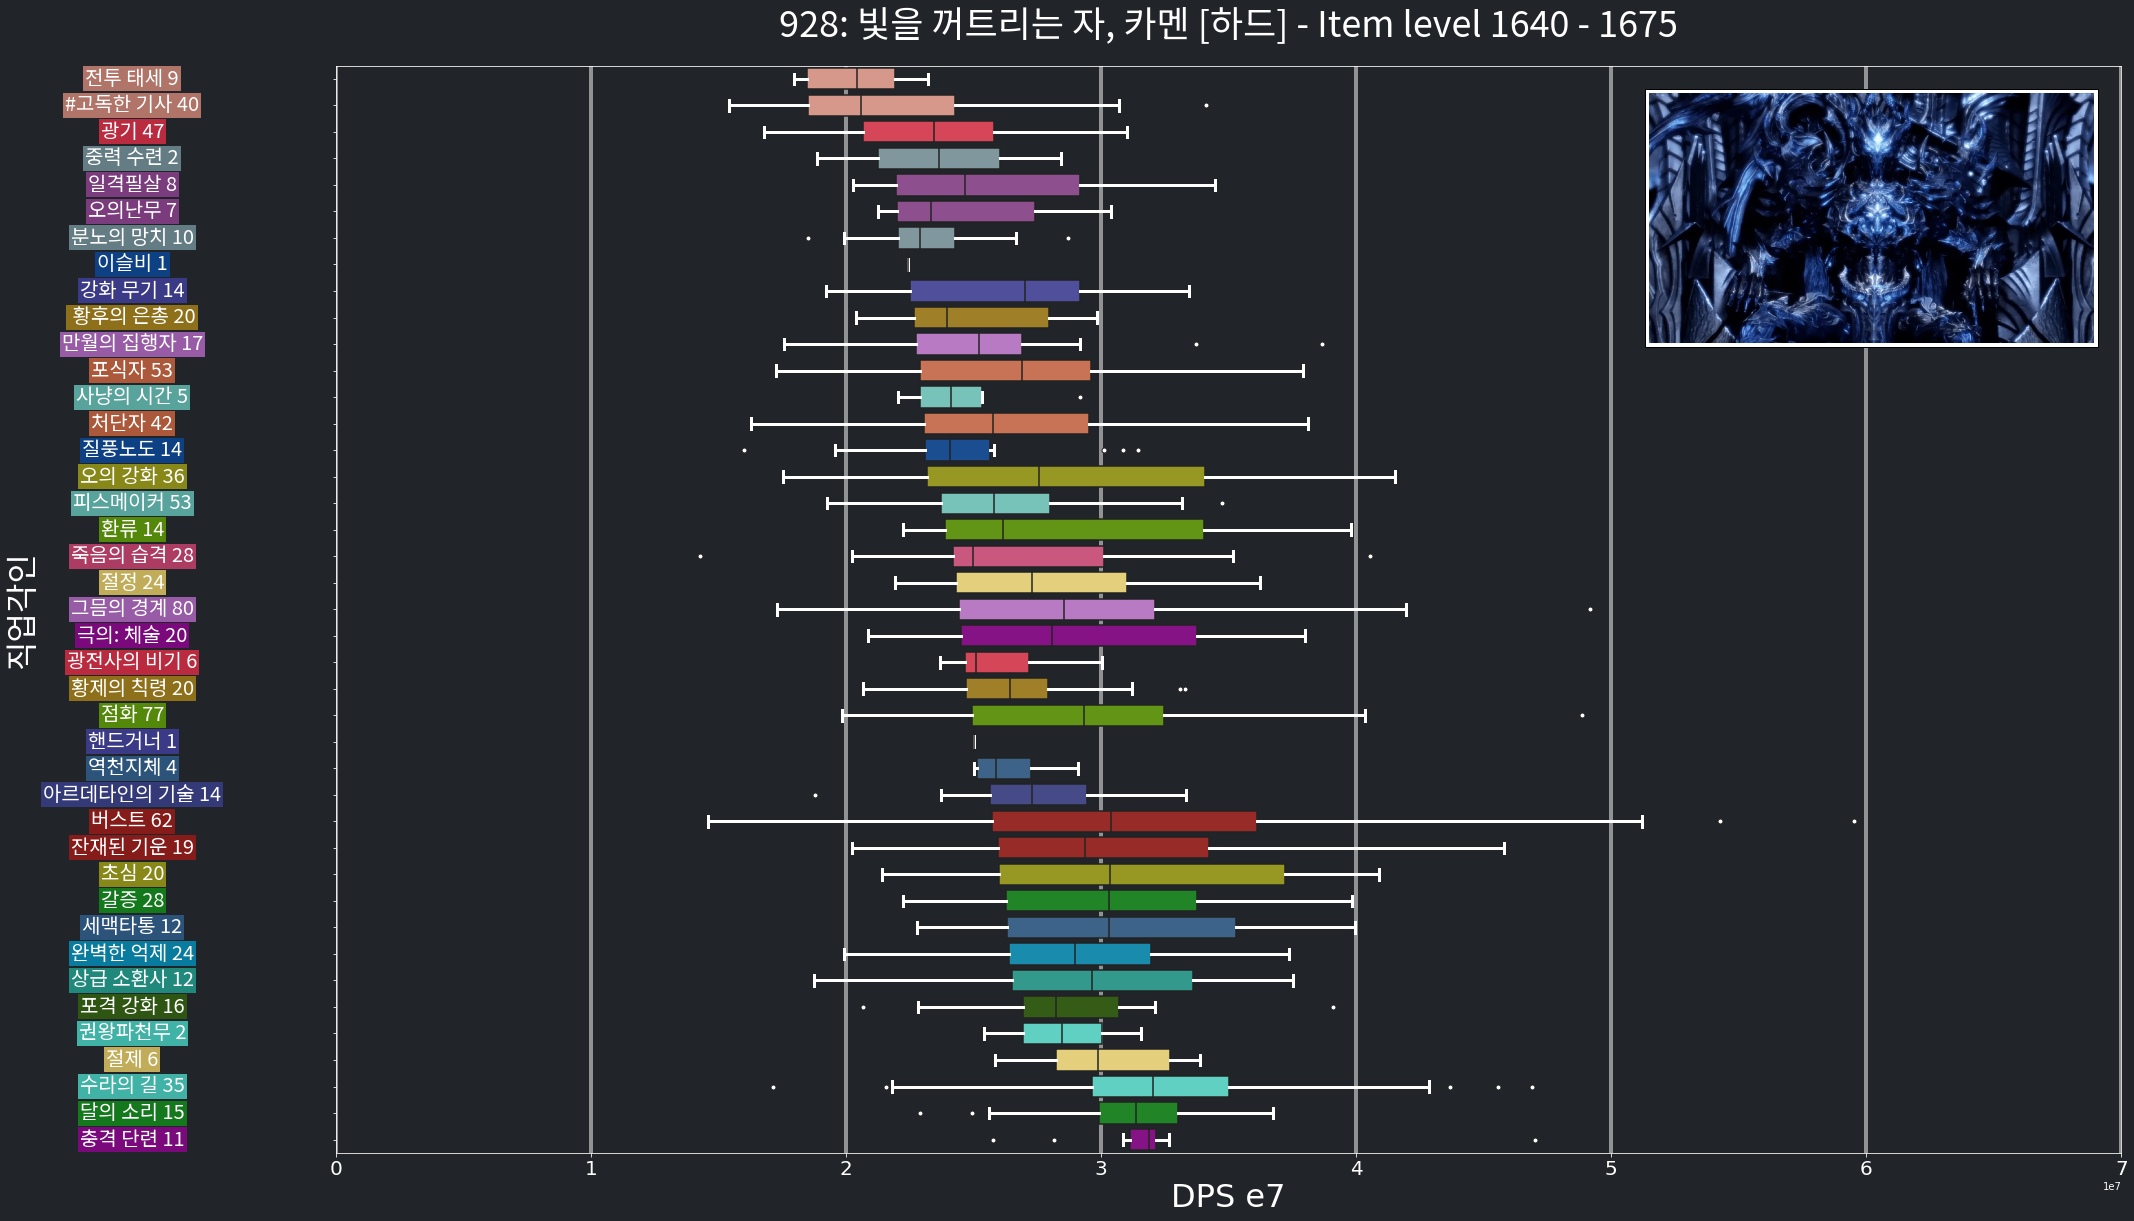 928: 빛을 꺼트리는 자, 카멘 [하드] - Item level 1640 - 1675
직업각인
전투 태세 9
#고독한 기사 40
광기 47
중력 수련 2
일격필살 8
오의난무 7
분노의 망치 10
이슬비 1
강화 무기 14
황후의 은총 20
만월의 집행자 17
포식자 53
사냥의 시간 5
처단자 42
질풍노도 14
오의 강화 36
피스메이커 53
환류 14
죽음의 습격 28
절정 24
그믐의 경계 80
극의: 체술 20
광전사의 비기 6
황제의 칙령 20
점화 77
핸드거너 1
역천지체 4
아르데타인의 기술 14
버스트 62
잔재된 기운 19
초심 20
갈증 28
세맥타통 12
완벽한 억제 24
상급 소환사 12
포격 강화 16
권왕파천무 2
절제 6
수라의 길 35
달의 소리 15
충격 단련 11
0 1 2 3 4 5 6 7
1e7
DPS e7